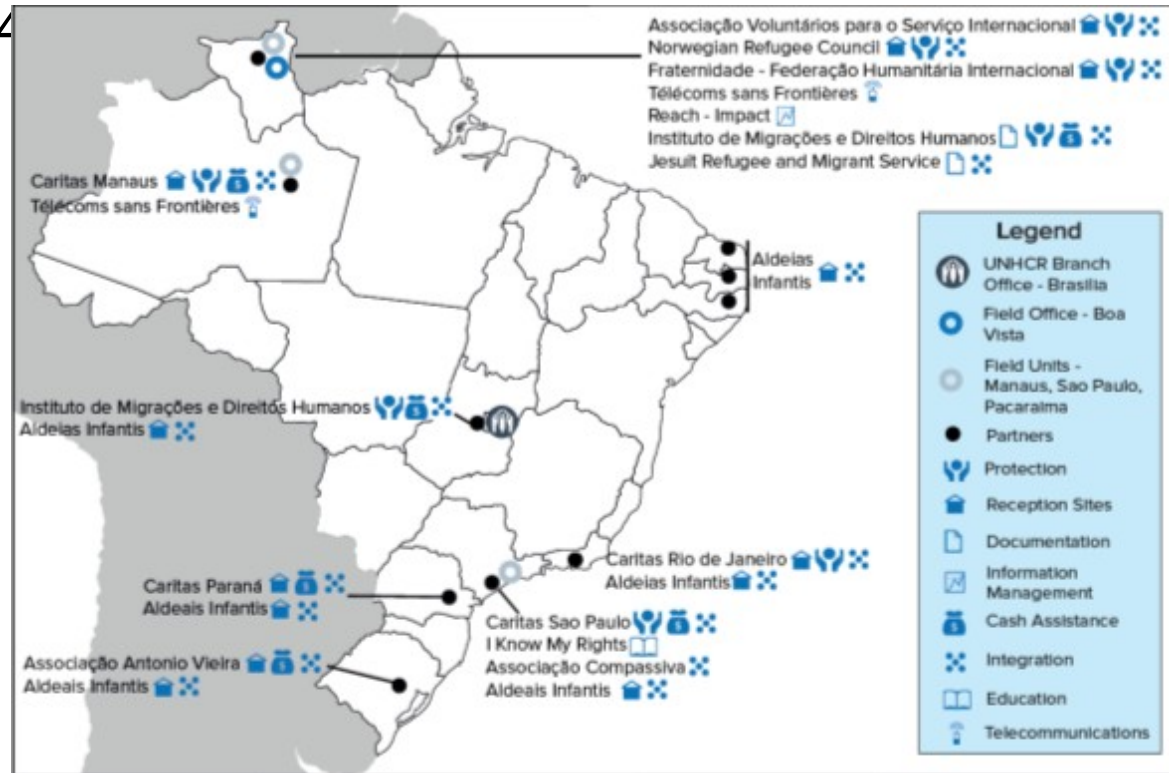 4
Associação Voluntários para o Serviço Internacional
Norwegian Refugee Council
Fraternidade - Federação Humanitária Internacional
Télécoms sans Frontières
Reach - Impact
Instituto de Migrações e Direitos Humanos
Jesuit Refugee and Migrant Service
Caritas Manaus
Télécoms sans Frontières
Aldeias
Infantis
Instituto de Migrações e Direitos Humanos
Aldeias Infantis
Caritas Rio de Janeiro
Aldeias Infantis
Caritas Paraná
Aldeais Infantis
Caritas Sao Paulo
I Know My Rights
Associação Compassiva
Aldeais Infantis
Associação Antonio Vieira
Aldeais Infantis
Legend
UNHCR Branch
Office - Brasilia
Field Office - Boa
Vista
Field Units -
Manaus, Sao Paulo,
Pacaraima
Partners
Protection
Reception Sites
Documentation
Information
Management
Cash Assistance
Integration
Education
Telecommunications